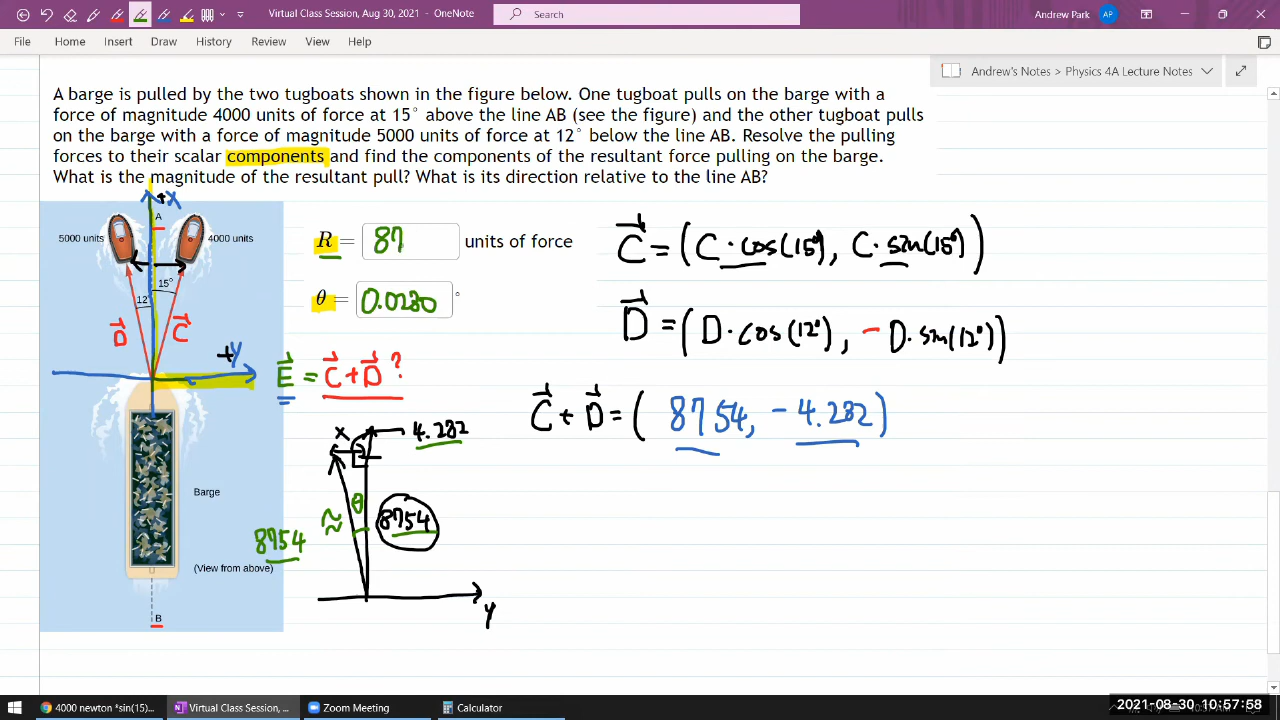 Virtual Class Session, Aug 30, 2021 - OneNote
Search
Andrew Park
AP
File Home Insert Draw History Review View Help
Andrew's Notes > Physics 4A Lecture Notes
A barge is pulled by the two tugboats shown in the figure below. One tugboat pulls on the barge with a
force of magnitude 4000 units of force at 15° above the line AB (see the figure) and the other tugboat pulls
on the barge with a force of magnitude 5000 units of force at 12° below the line AB. Resolve the pulling
forces to their scalar components and find the components of the resultant force pulling on the barge.
What is the magnitude of the resultant pull? What is its direction relative to the line AB?
+X
A
5000 units
4000 units
15°
12
D
C
+Y
Barge
(View from above)
B
R = 87 units of force
θ = 0.0280 °
E = C + D ?
C = (C · cos(15°), C · sin(15°))
D = (D · cos(12°), - D · sin(12°))
C + D = ( 8754, - 4.282)
x
4.282
θ
≈
8754
8754
y
4000 newton *sin(15)...
Virtual Class Session, ...
Zoom Meeting
Calculator
2021-08-30 10:57:58